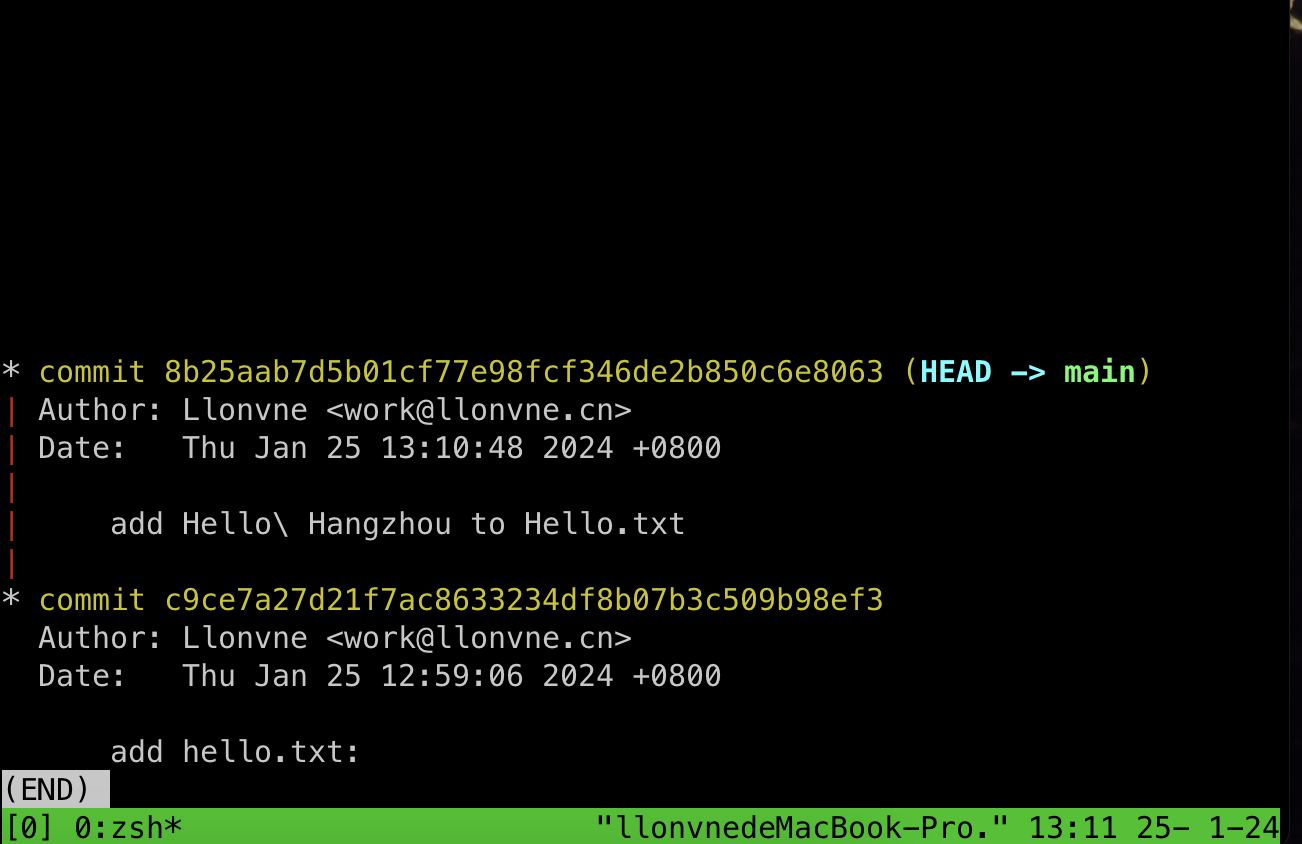 * commit 8b25aab7d5b01cf77e98fcf346de2b850c6e8063 (HEAD -> main)
| Author: Llonvne <work@llonvne.cn>
| Date:   Thu Jan 25 13:10:48 2024 +0800
|
|     add Hello\ Hangzhou to Hello.txt
|
* commit c9ce7a27d21f7ac8633234df8b07b3c509b98ef3
  Author: Llonvne <work@llonvne.cn>
  Date:   Thu Jan 25 12:59:06 2024 +0800

      add hello.txt:
(END)
[0] 0:zsh* "llonvnedeMacBook-Pro." 13:11 25- 1-24